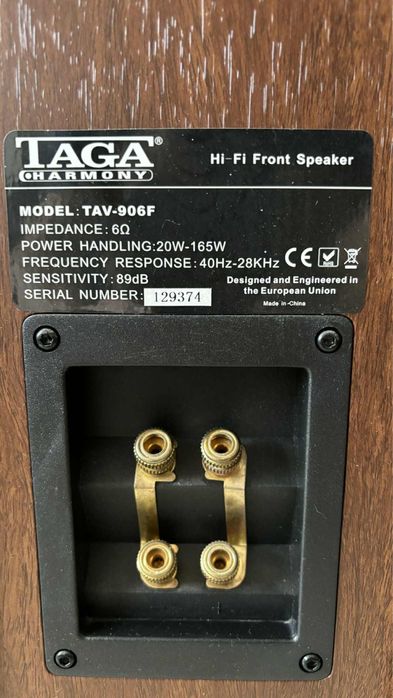 TAGA®
HARMONY
Hi-Fi Front Speaker
MODEL: TAV-906F
IMPEDANCE: 6Ω
POWER HANDLING:20W-165W
FREQUENCY RESPONSE: 40Hz-28KHz
SENSITIVITY: 89dB
SERIAL NUMBER: 129374
CE
Designed and Engineered in
the European Union
Made in-China